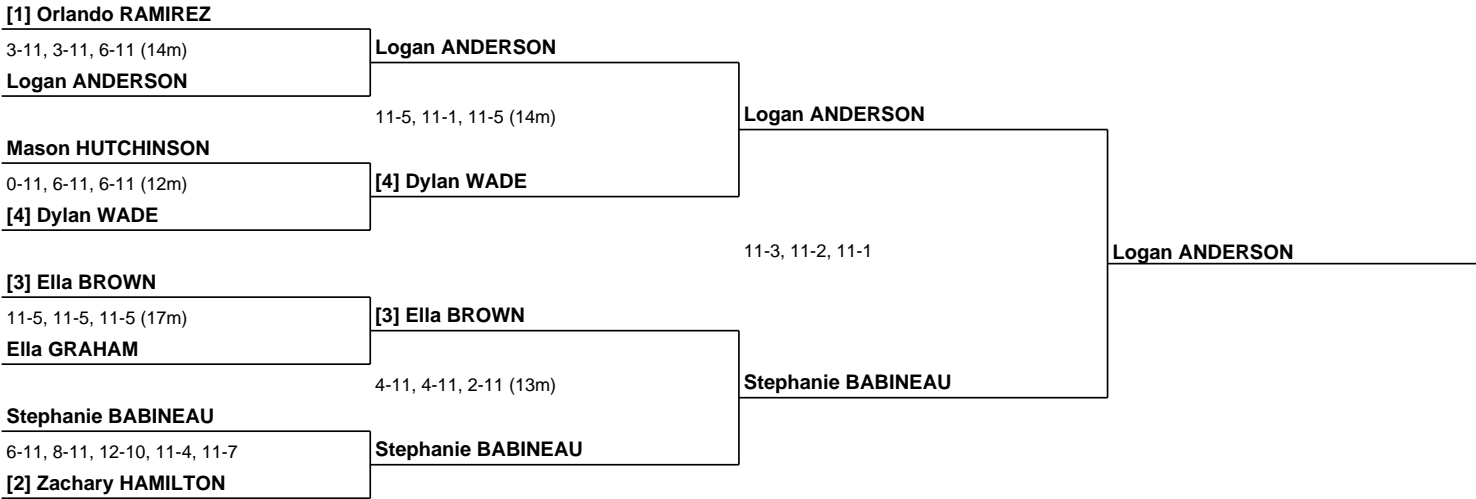 [1] Orlando RAMIREZ
3-11, 3-11, 6-11 (14m)
Logan ANDERSON
Logan ANDERSON
11-5, 11-1, 11-5 (14m)
Logan ANDERSON
Mason HUTCHINSON
0-11, 6-11, 6-11 (12m)
[4] Dylan WADE
[4] Dylan WADE
11-3, 11-2, 11-1
Logan ANDERSON
[3] Ella BROWN
11-5, 11-5, 11-5 (17m)
[3] Ella BROWN
Ella GRAHAM
4-11, 4-11, 2-11 (13m)
Stephanie BABINEAU
Stephanie BABINEAU
6-11, 8-11, 12-10, 11-4, 11-7
Stephanie BABINEAU
[2] Zachary HAMILTON